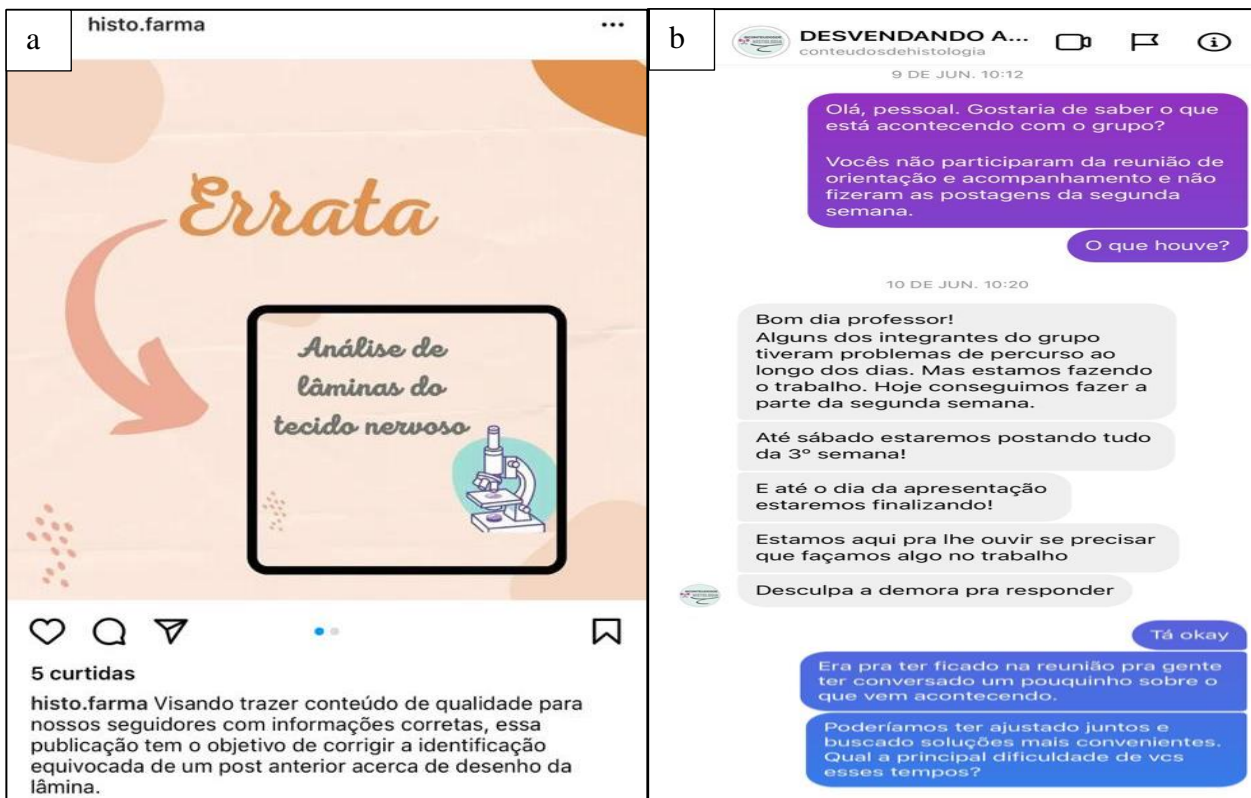 a
histo.farma
Errata
Análise de
lâminas do
tecido nervoso
5 curtidas
histo.farma Visando trazer conteúdo de qualidade para
nossos seguidores com informações corretas, essa
publicação tem o objetivo de corrigir a identificação
equivocada de um post anterior acerca de desenho da
lâmina.
b
DESVENDANDO A...
conteudosdehistologia
9 DE JUN. 10:12
Olá, pessoal. Gostaria de saber o que
está acontecendo com o grupo?
Vocês não participaram da reunião de
orientação e acompanhamento e não
fizeram as postagens da segunda
semana.
O que houve?
10 DE JUN. 10:20
Bom dia professor!
Alguns dos integrantes do grupo
tiveram problemas de percurso ao
longo dos dias. Mas estamos fazendo
o trabalho. Hoje conseguimos fazer a
parte da segunda semana.
Até sábado estaremos postando tudo
da 3º semana!
E até o dia da apresentação
estaremos finalizando!
Estamos aqui pra lhe ouvir se precisar
que façamos algo no trabalho
Desculpa a demora pra responder
Tá okay
Era pra ter ficado na reunião pra gente
ter conversado um pouquinho sobre o
que vem acontecendo.
Poderíamos ter ajustado juntos e
buscado soluções mais convenientes.
Qual a principal dificuldade de vcs
esses tempos?